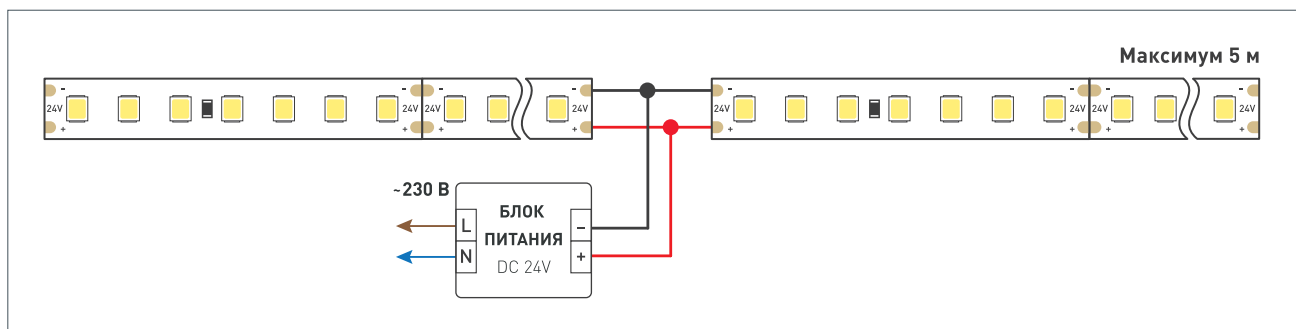 Максимум 5 м
- - - - -
24V 24V 24V 24V 24V 24V
+ + + + +
~230 В
L
N
БЛОК
ПИТАНИЯ
DC 24V
–
+